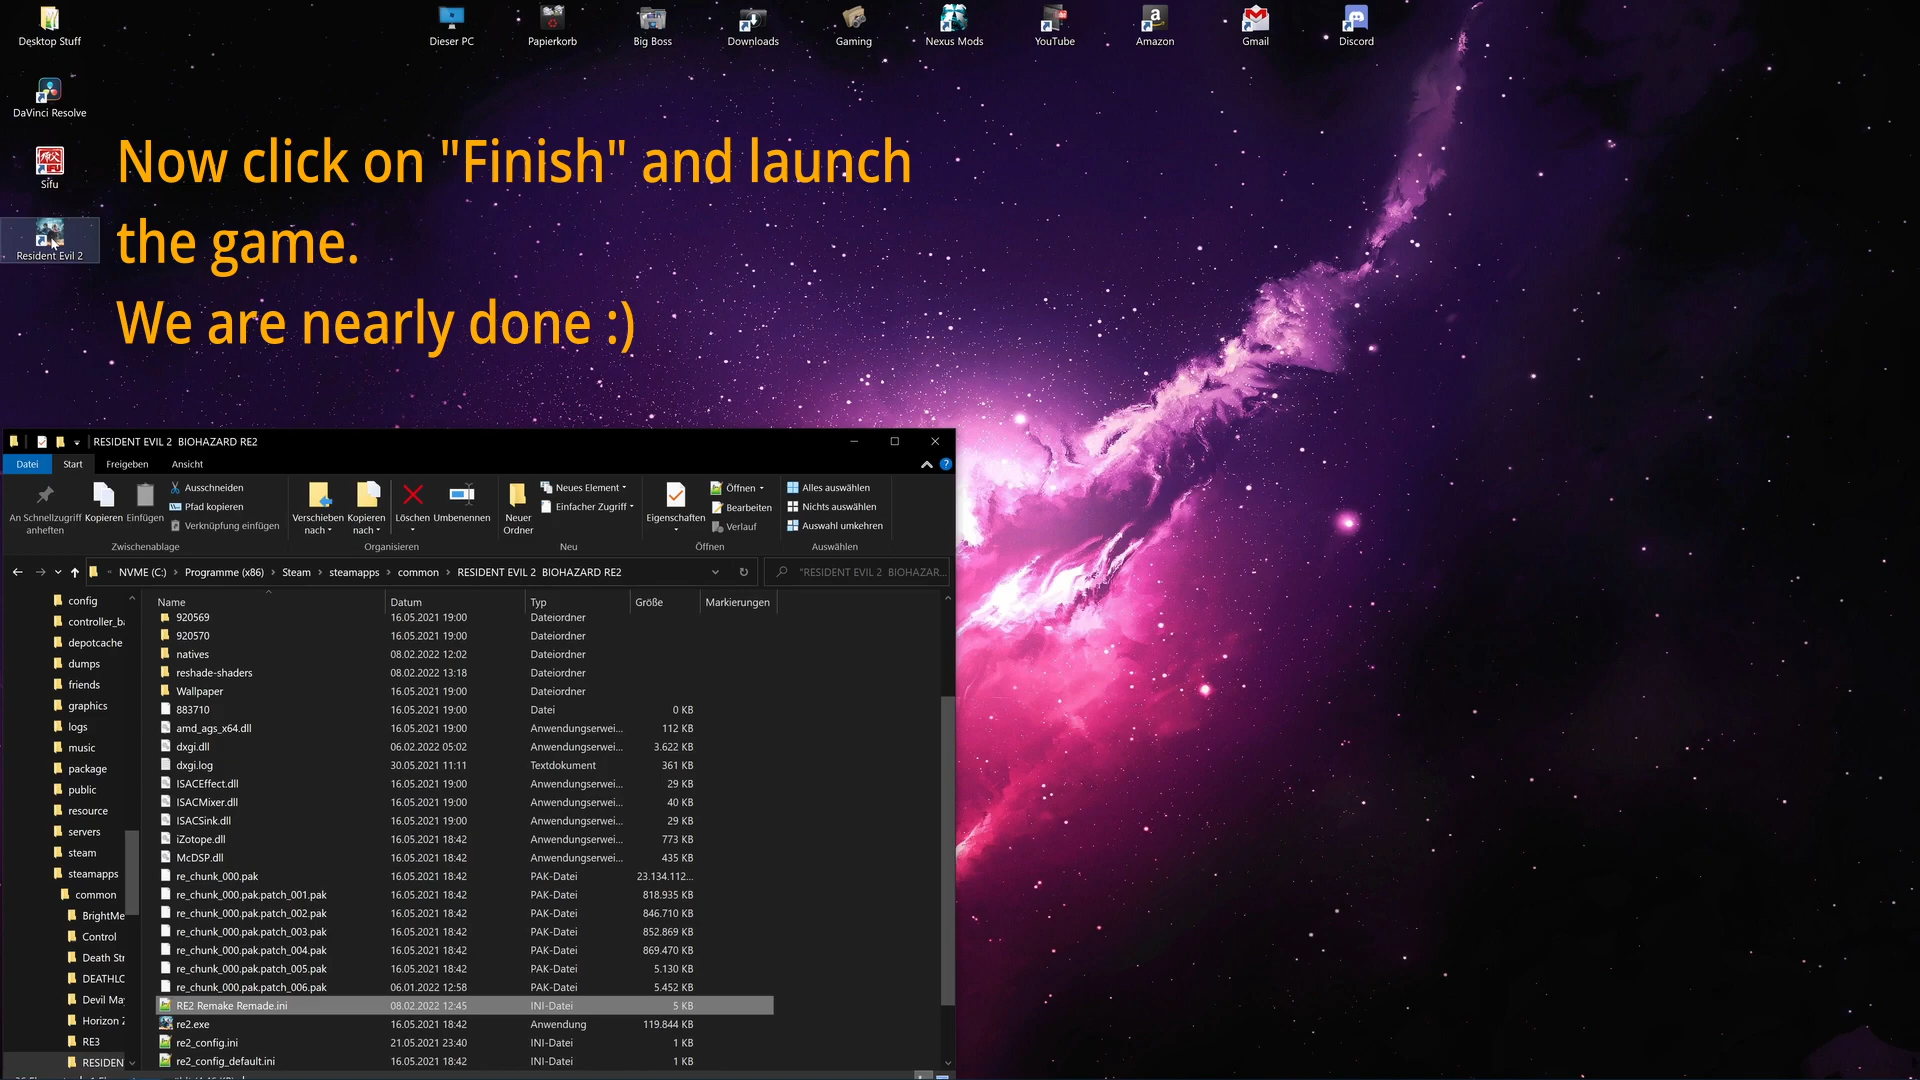 Desktop Stuff
Dieser PC
Papierkorb
Big Boss
Downloads
Gaming
Nexus Mods
YouTube
Amazon
Gmail
Discord
DaVinci Resolve
Sifu
Resident Evil 2
Now click on "Finish" and launch
the game.
We are nearly done :)
RESIDENT EVIL 2 BIOHAZARD RE2
Datei Start Freigeben Ansicht
An Schnellzugriff anheften
Kopieren
Einfügen
Ausschneiden
Pfad kopieren
Verknüpfung einfügen
Zwischenablage
Verschieben nach
Kopieren nach
Löschen
Umbenennen
Organisieren
Neuer Ordner
Neues Element
Einfacher Zugriff
Neu
Eigenschaften
Öffnen
Bearbeiten
Verlauf
Öffnen
Alles auswählen
Nichts auswählen
Auswahl umkehren
Auswählen
« NVME (C:) > Programme (x86) > Steam > steamapps > common > RESIDENT EVIL 2 BIOHAZARD RE2
"RESIDENT EVIL 2 BIOHAZAR...
config
controller_ba
depotcache
dumps
friends
graphics
logs
music
package
public
resource
servers
steam
steamapps
common
BrightMe
Control
Death Str
DEATHLO
Devil May
Horizon Z
RE3
RESIDEN
Name Datum Typ Größe Markierungen
920569 16.05.2021 19:00 Dateiordner
920570 16.05.2021 19:00 Dateiordner
natives 08.02.2022 12:02 Dateiordner
reshade-shaders 08.02.2022 13:18 Dateiordner
Wallpaper 16.05.2021 19:00 Dateiordner
883710 16.05.2021 19:00 Datei 0 KB
amd_ags_x64.dll 16.05.2021 19:00 Anwendungserwei... 112 KB
dxgi.dll 06.02.2022 05:02 Anwendungserwei... 3.622 KB
dxgi.log 30.05.2021 11:11 Textdokument 361 KB
ISACEffect.dll 16.05.2021 19:00 Anwendungserwei... 29 KB
ISACMixer.dll 16.05.2021 19:00 Anwendungserwei... 40 KB
ISACSink.dll 16.05.2021 19:00 Anwendungserwei... 29 KB
iZotope.dll 16.05.2021 18:42 Anwendungserwei... 773 KB
McDSP.dll 16.05.2021 18:42 Anwendungserwei... 435 KB
re_chunk_000.pak 16.05.2021 18:42 PAK-Datei 23.134.112...
re_chunk_000.pak.patch_001.pak 16.05.2021 18:42 PAK-Datei 818.935 KB
re_chunk_000.pak.patch_002.pak 16.05.2021 18:42 PAK-Datei 846.710 KB
re_chunk_000.pak.patch_003.pak 16.05.2021 18:42 PAK-Datei 852.869 KB
re_chunk_000.pak.patch_004.pak 16.05.2021 18:42 PAK-Datei 869.470 KB
re_chunk_000.pak.patch_005.pak 16.05.2021 18:42 PAK-Datei 5.130 KB
re_chunk_000.pak.patch_006.pak 06.01.2022 12:58 PAK-Datei 5.452 KB
RE2 Remake Remade.ini 08.02.2022 12:45 INI-Datei 5 KB
re2.exe 16.05.2021 18:42 Anwendung 119.844 KB
re2_config.ini 21.05.2021 23:40 INI-Datei 1 KB
re2_config_default.ini 16.05.2021 18:42 INI-Datei 1 KB